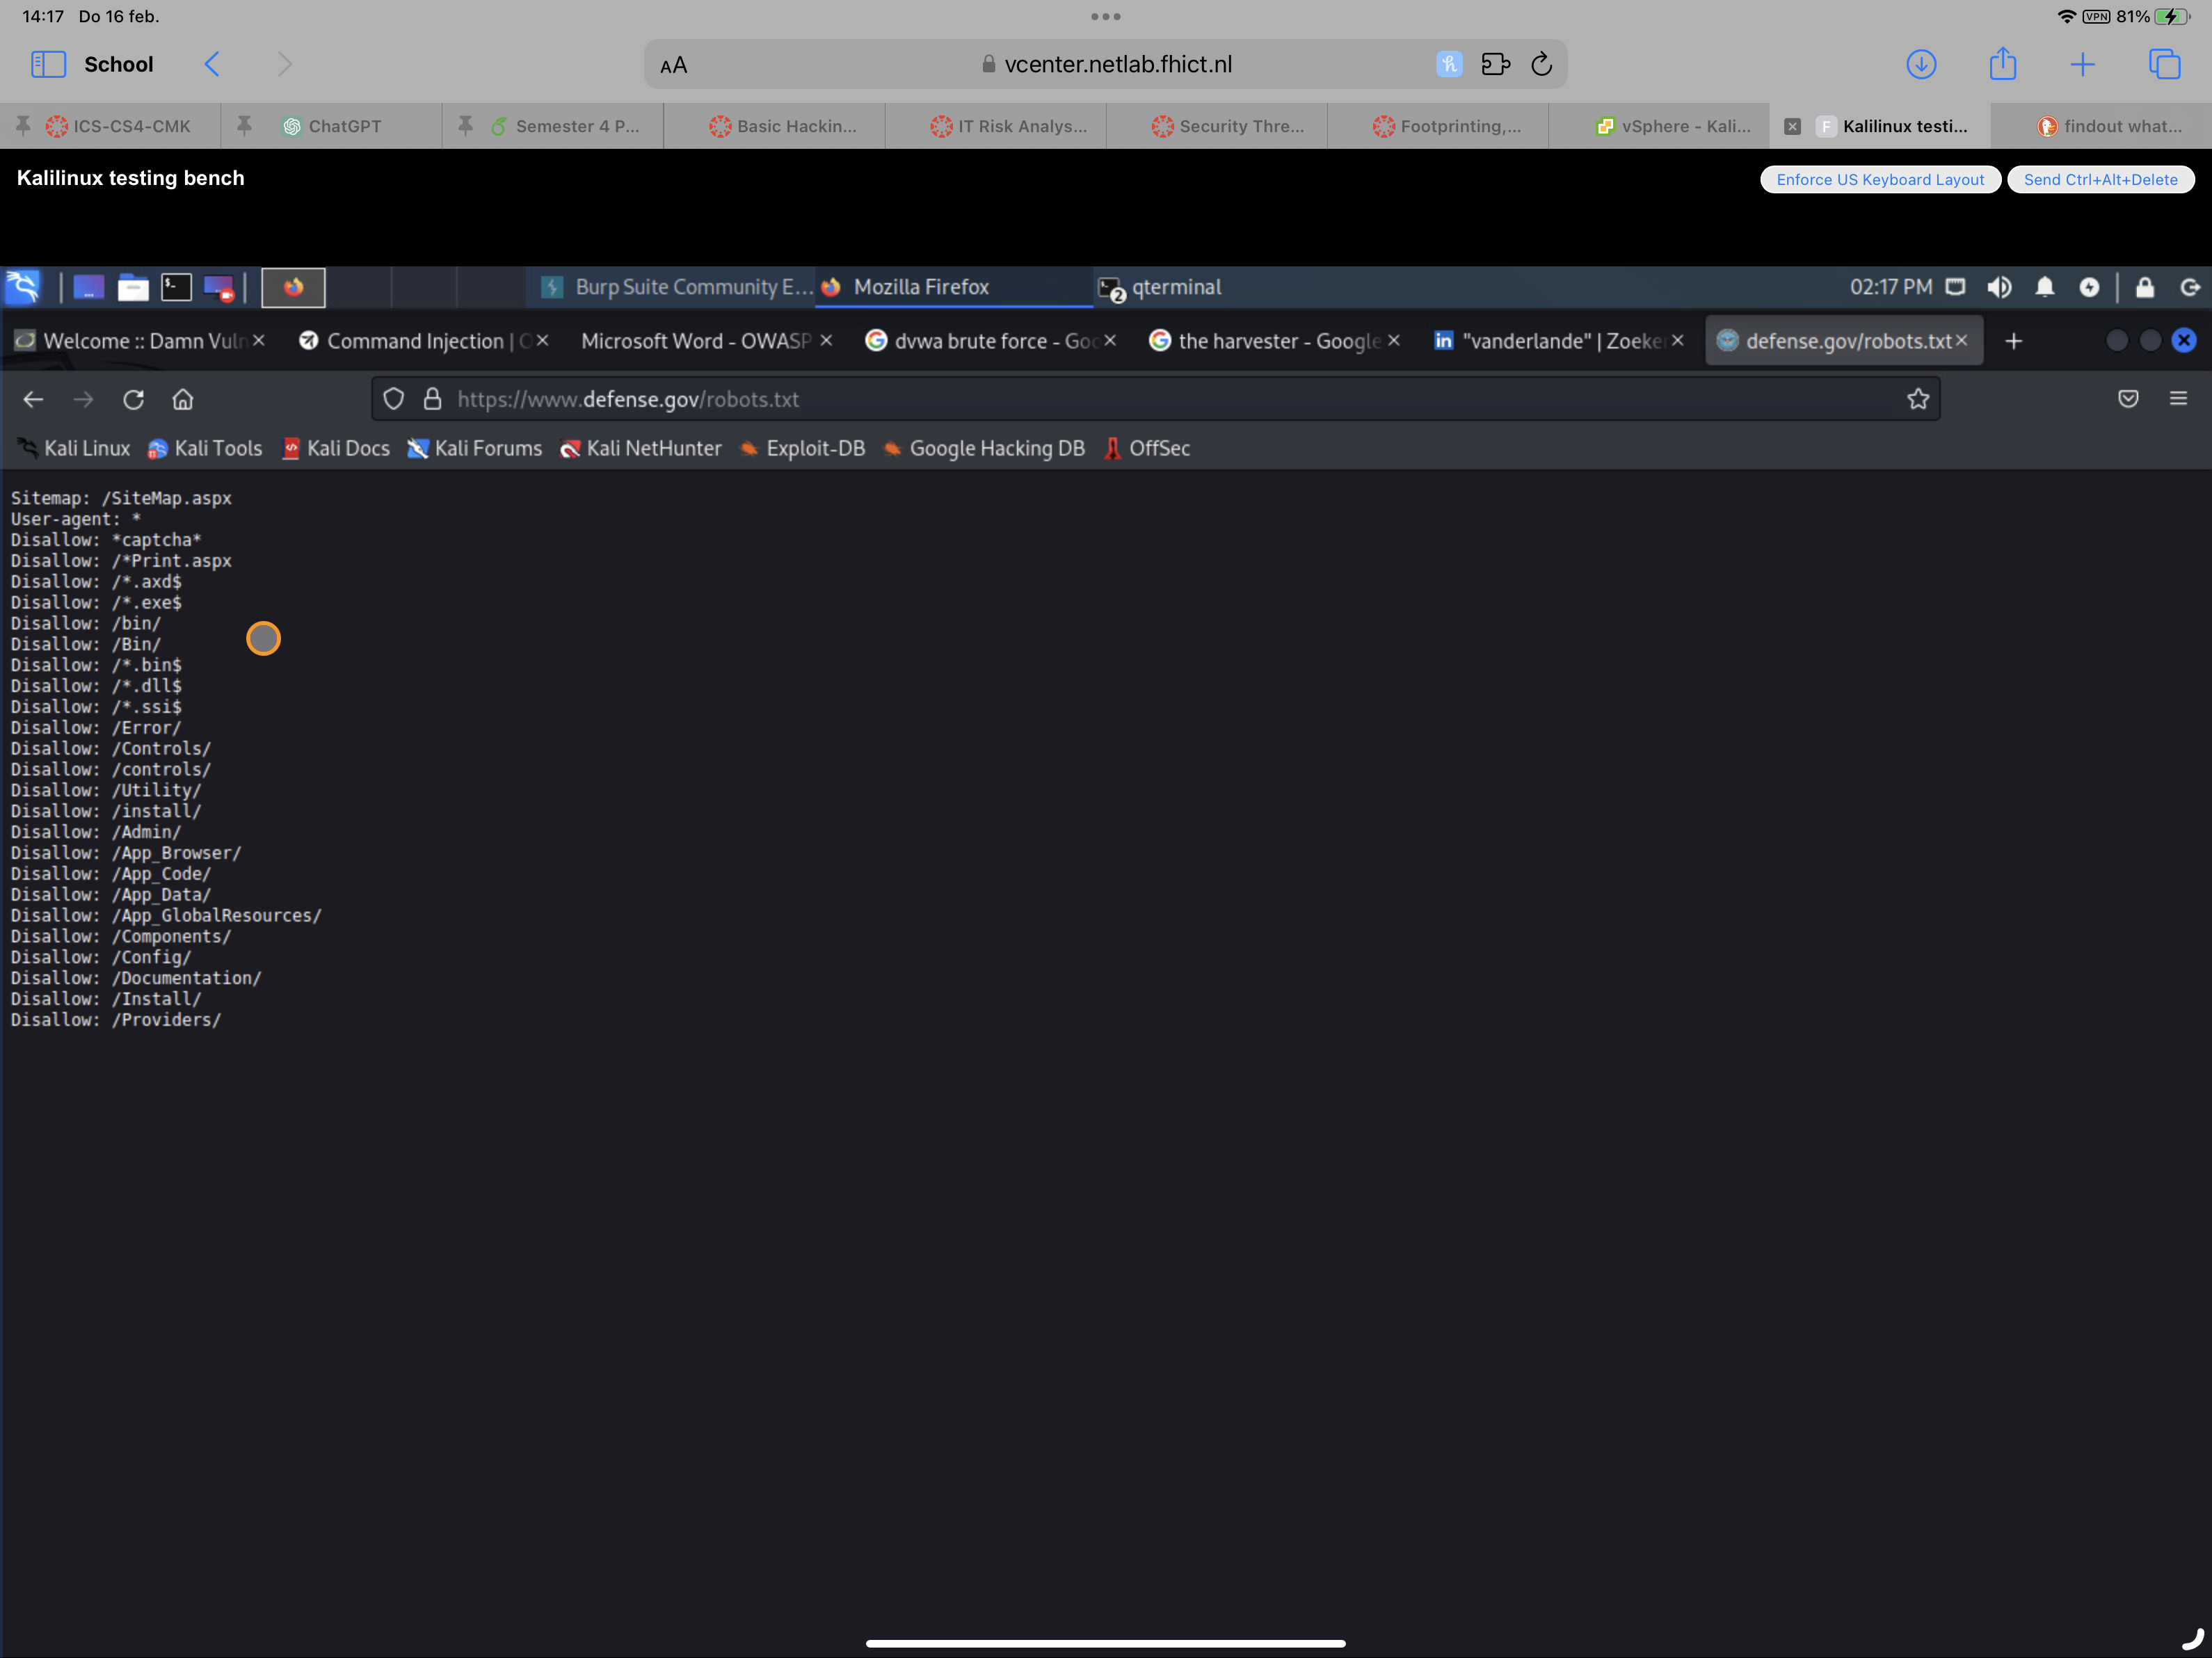 14:17 Do 16 feb.
VPN 81%
School
AA vcenter.netlab.fhict.nl
ICS-CS4-CMK ChatGPT Semester 4 P... Basic Hackin... IT Risk Analys... Security Thre... Footprinting,... vSphere - Kali... F Kalilinux testi... findout what...
Kalilinux testing bench
Enforce US Keyboard Layout Send Ctrl+Alt+Delete
Burp Suite Community E... Mozilla Firefox 2 qterminal 02:17 PM
Welcome :: Damn Vuln Command Injection | O Microsoft Word - OWASP dvwa brute force - Goo the harvester - Google in "vanderlande" | Zoeke defense.gov/robots.txt
https://www.defense.gov/robots.txt
Kali Linux Kali Tools Kali Docs Kali Forums Kali NetHunter Exploit-DB Google Hacking DB OffSec
Sitemap: /SiteMap.aspx
User-agent: *
Disallow: *captcha*
Disallow: /*Print.aspx
Disallow: /*.axd$
Disallow: /*.exe$
Disallow: /bin/
Disallow: /Bin/
Disallow: /*.bin$
Disallow: /*.dll$
Disallow: /*.ssi$
Disallow: /Error/
Disallow: /Controls/
Disallow: /controls/
Disallow: /Utility/
Disallow: /install/
Disallow: /Admin/
Disallow: /App_Browser/
Disallow: /App_Code/
Disallow: /App_Data/
Disallow: /App_GlobalResources/
Disallow: /Components/
Disallow: /Config/
Disallow: /Documentation/
Disallow: /Install/
Disallow: /Providers/